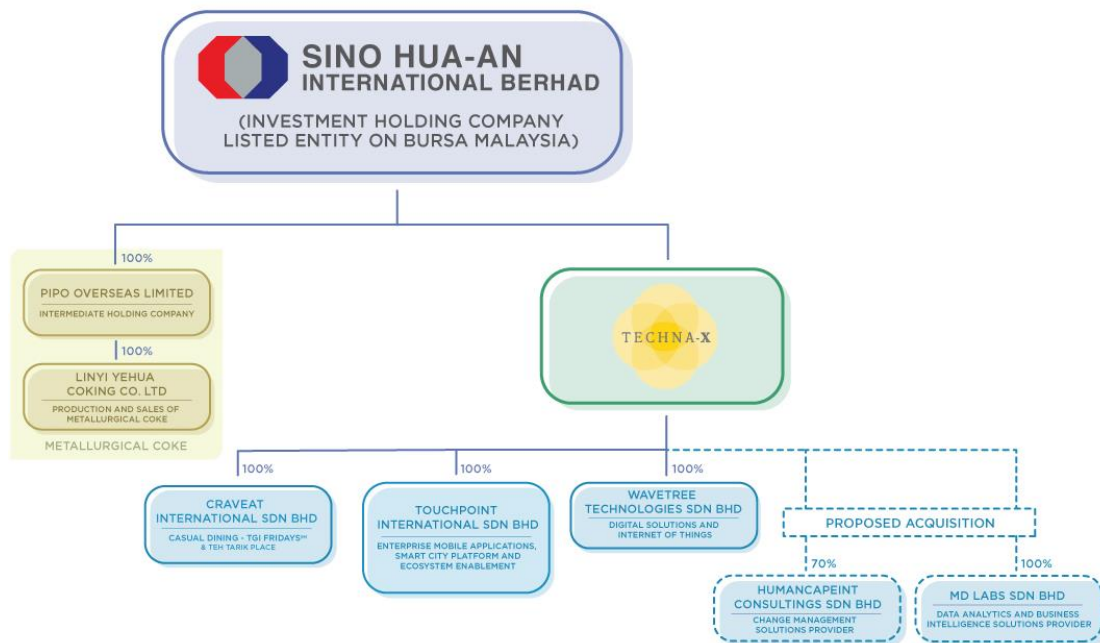 SINO HUA-AN
INTERNATIONAL BERHAD
(INVESTMENT HOLDING COMPANY
LISTED ENTITY ON BURSA MALAYSIA)
100%
PIPO OVERSEAS LIMITED
INTERMEDIATE HOLDING COMPANY
100%
LINYI YEHUA
COKING CO. LTD
PRODUCTION AND SALES OF
METALLURGICAL COKE
METALLURGICAL COKE
TECHNA-X
100%
CRAVEAT
INTERNATIONAL SDN BHD
CASUAL DINING - TGI FRIDAYS℠
& TEH TARIK PLACE
100%
TOUCHPOINT
INTERNATIONAL SDN BHD
ENTERPRISE MOBILE APPLICATIONS,
SMART CITY PLATFORM AND
ECOSYSTEM ENABLEMENT
100%
WAVETREE
TECHNOLOGIES SDN BHD
DIGITAL SOLUTIONS AND
INTERNET OF THINGS
PROPOSED ACQUISITION
70%
HUMANCAPEINT
CONSULTINGS SDN BHD
CHANGE MANAGEMENT
SOLUTIONS PROVIDER
100%
MD LABS SDN BHD
DATA ANALYTICS AND BUSINESS
INTELLIGENCE SOLUTIONS PROVIDER